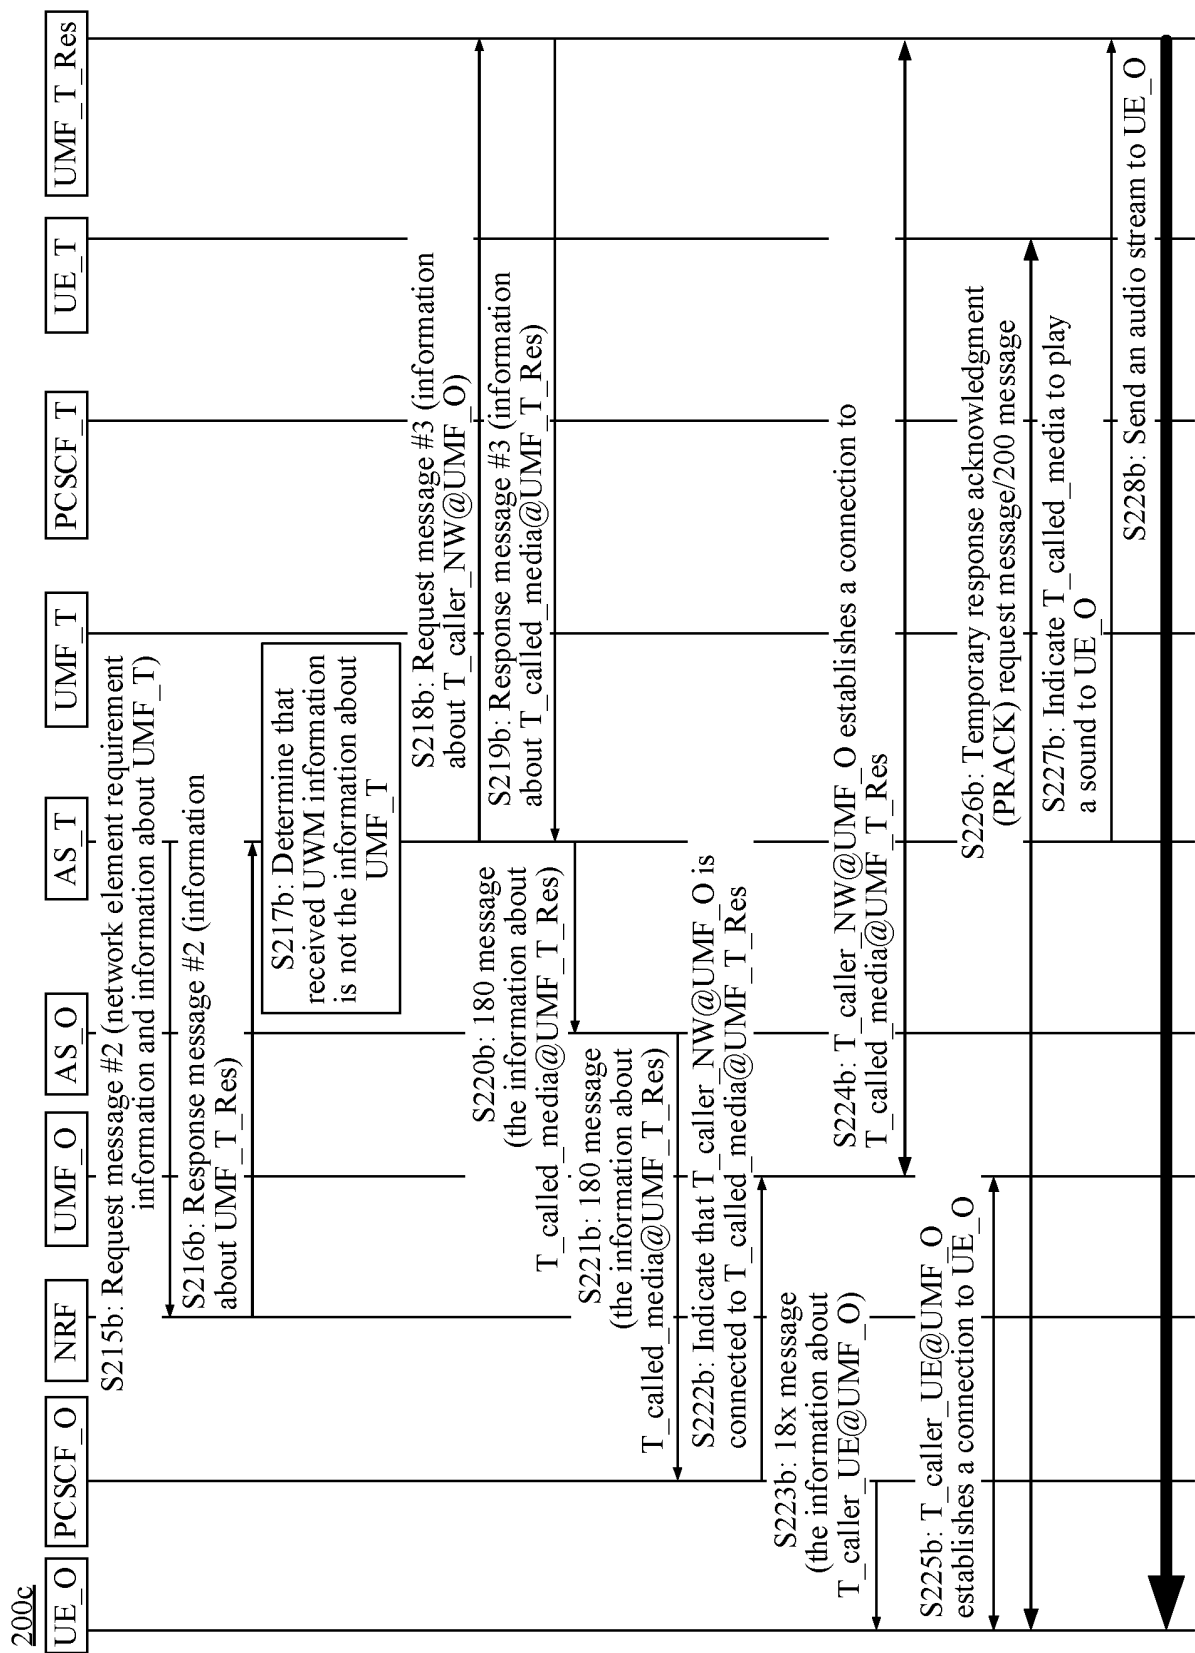 200c
UE_O
PCSCF_O
NRF
UMF_O
AS_O
AS_T
UMF_T
PCSCF_T
UE_T
UMF_T_Res
S215b: Request message #2 (network element requirement
information and information about UMF_T)
S216b: Response message #2 (information
about UMF_T_Res)
S217b: Determine that
received UWM information
is not the information about
UMF_T
S218b: Request message #3 (information
about T_caller_NW@UMF_O)
S219b: Response message #3 (information
about T_called_media@UMF_T_Res)
S220b: 180 message
(the information about
T_called_media@UMF_T_Res)
S221b: 180 message
(the information about
T_called_media@UMF_T_Res)
S222b: Indicate that T_caller_NW@UMF_O is
connected to T_called_media@UMF_T_Res
S223b: 18x message
(the information about
T_caller_UE@UMF_O)
S224b: T_caller_NW@UMF_O establishes a connection to
T_called_media@UMF_T_Res
S225b: T_caller_UE@UMF_O
establishes a connection to UE_O
S226b: Temporary response acknowledgment
(PRACK) request message/200 message
S227b: Indicate T_called_media to play
a sound to UE_O
S228b: Send an audio stream to UE_O